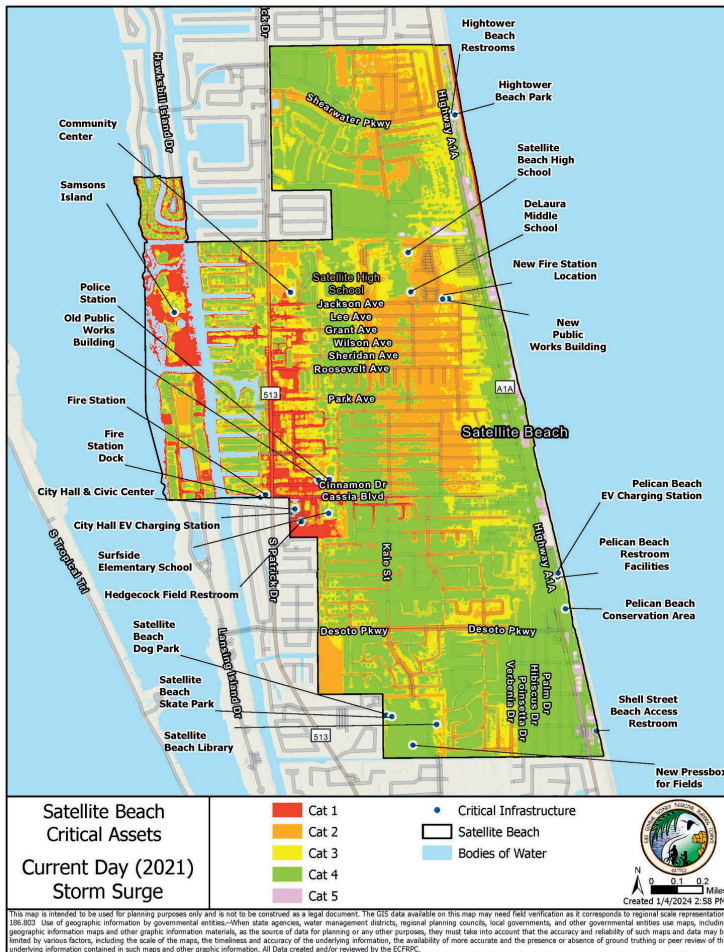 Hightower
Beach
Restrooms
k Dr
Hawksbill Island Dr
Highway A1A
Shearwater Pkwy
Hightower
Beach Park
Community
Center
Satellite
Beach High
School
Samsons
Island
DeLaura
Middle
School
New Fire Station
Location
Police
Station
Satellite High
School
Old Public
Works
Building
Jackson Ave
Lee Ave
Grant Ave
Wilson Ave
Sheridan Ave
Roosevelt Ave
New
Public
Works Building
513
Park Ave
A1A
Fire Station
Satellite Beach
Fire
Station
Dock
Pelican Beach
EV Charging Station
Cinnamon Dr
Cassia Blvd
City Hall & Civic Center
City Hall EV Charging Station
Highway A1A
Pelican Beach
Restroom
Facilities
Surfside
Elementary School
S Tropical Trl
S Patrick Dr
Kale St
Hedgecock Field Restroom
Pelican Beach
Conservation Area
Satellite
Beach
Dog Park
Lansing Island Dr
Desoto Pkwy
Desoto Pkwy
Palm Dr
Hibiscus Dr
Poinsetta Dr
Verbenia Dr
Satellite
Beach
Skate Park
Shell Street
Beach Access
Restroom
Satellite
Beach Library
513
New Pressbox
for Fields
Satellite Beach
Critical Assets
Current Day (2021)
Storm Surge
Cat 1
Cat 2
Cat 3
Cat 4
Cat 5
Critical Infrastructure
Satellite Beach
Bodies of Water
N
0 0.1 0.2
Miles
Created 1/4/2024 2:58 PM
This map is intended to be used for planning purposes only and is not to be construed as a legal document. The GIS data available on this map may need field verification as it corresponds to regional scale representation
186.803 Use of geographic information by governmental entities.--When state agencies, water management districts, regional planning councils, local governments, and other governmental entities use maps, includin
geographic information maps and other graphic information materials, as the source of data for planning or any other purposes, they must take into account that the accuracy and reliability of such maps and data may
limited by various factors, including the scale of the maps, the timeliness and accuracy of the underlying information, the availability of more accurate and the presence or absence of ground truthing or peer review o
underlying information contained in such maps and other graphic information. All Data created and/or reviewed by the ECFRPC.